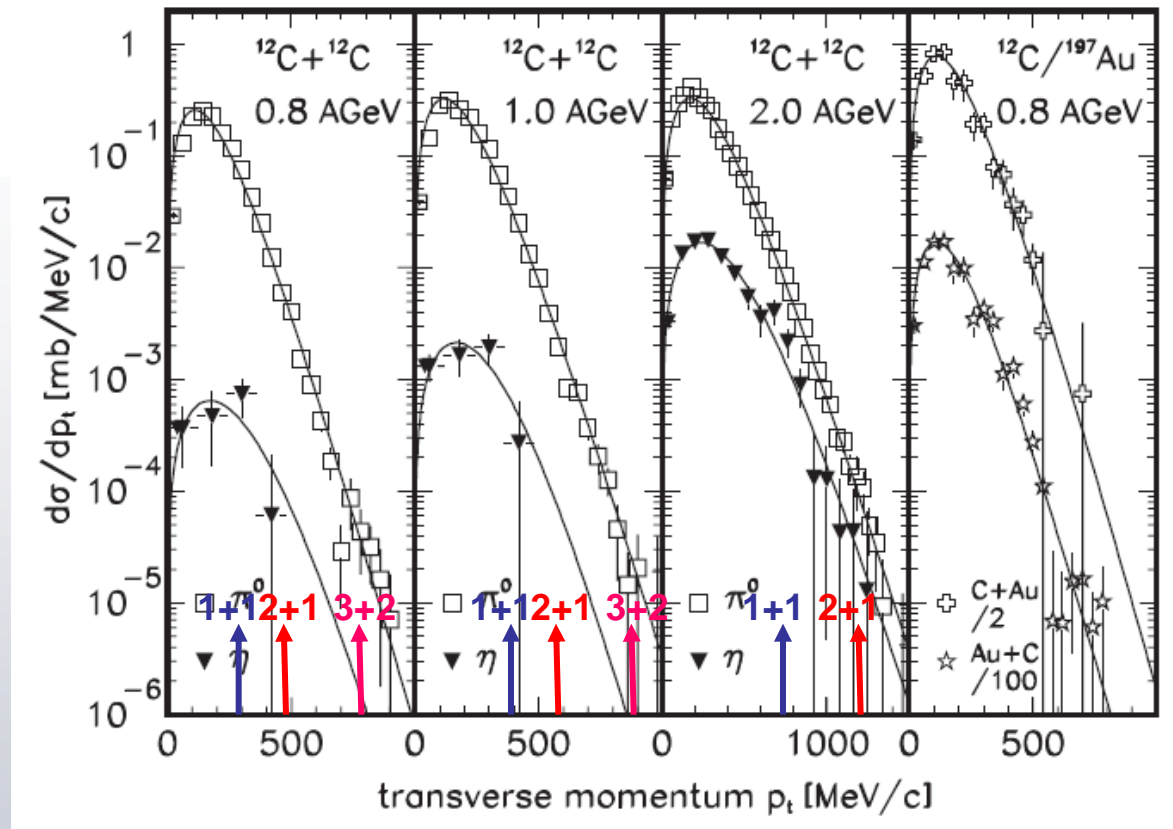 1
10⁻¹
10⁻²
10⁻³
10⁻⁴
10⁻⁵
10⁻⁶
dσ/dpₜ [mb/MeV/c]
¹²C+¹²C
0.8 AGeV
π⁰
1+1 2+1 3+2
η
¹²C+¹²C
1.0 AGeV
π⁰
1+1 2+1 3+2
η
¹²C+¹²C
2.0 AGeV
π⁰
1+1 2+1
η
¹²C/¹⁹⁷Au
0.8 AGeV
C+Au
/2
Au+C
/100
0 500 0 500 0 1000 0 500
transverse momentum pₜ [MeV/c]